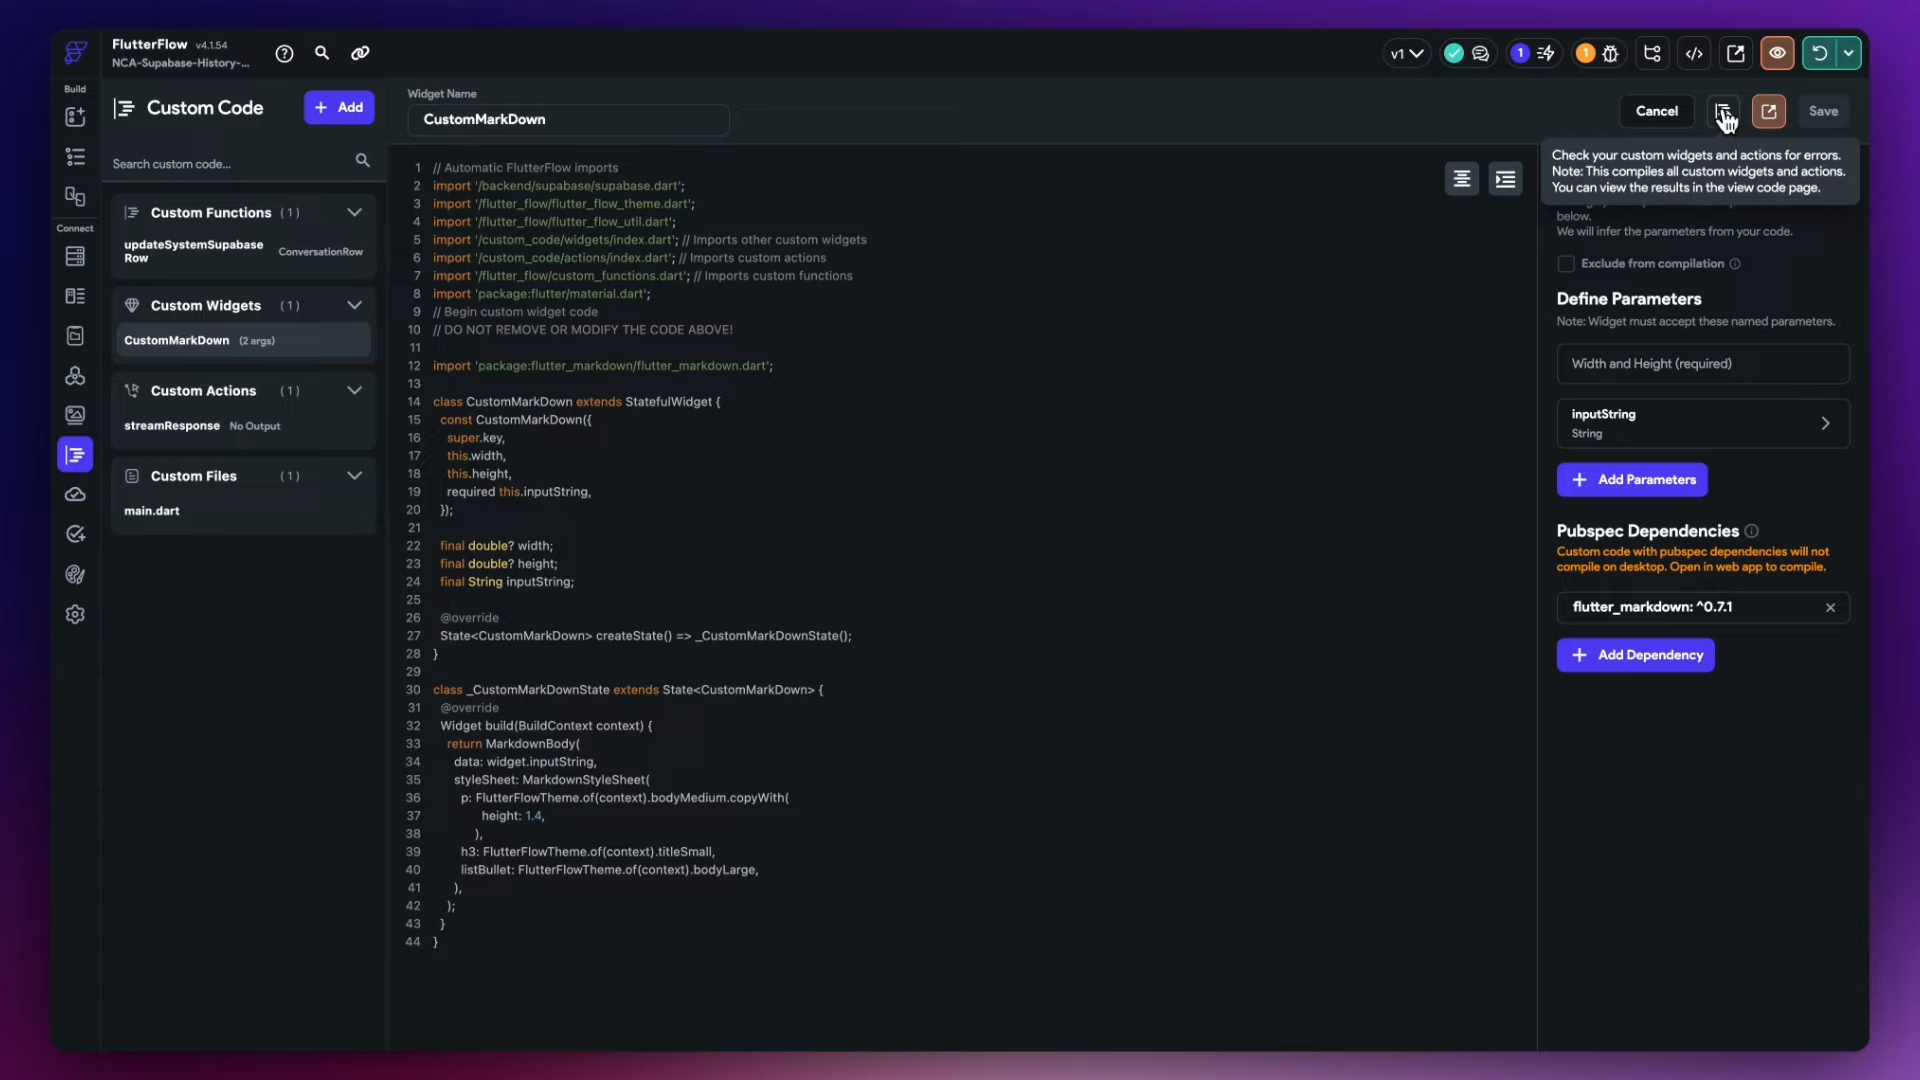 FlutterFlow v4.1.54
NCA-Supabase-History-...
v1
1
1
Build
Connect
Custom Code
+ Add
Search custom code...
Custom Functions (1)
updateSystemSupabase
Row
ConversationRow
Custom Widgets (1)
CustomMarkDown (2 args)
Custom Actions (1)
streamResponse No Output
Custom Files (1)
main.dart
Widget Name
CustomMarkDown
Cancel
Save
1 // Automatic FlutterFlow imports
2 import '/backend/supabase/supabase.dart';
3 import '/flutter_flow/flutter_flow_theme.dart';
4 import '/flutter_flow/flutter_flow_util.dart';
5 import '/custom_code/widgets/index.dart'; // Imports other custom widgets
6 import '/custom_code/actions/index.dart'; // Imports custom actions
7 import '/flutter_flow/custom_functions.dart'; // Imports custom functions
8 import 'package:flutter/material.dart';
9 // Begin custom widget code
10 // DO NOT REMOVE OR MODIFY THE CODE ABOVE!
11
12 import 'package:flutter_markdown/flutter_markdown.dart';
13
14 class CustomMarkDown extends StatefulWidget {
15 const CustomMarkDown({
16 super.key,
17 this.width,
18 this.height,
19 required this.inputString,
20 });
21
22 final double? width;
23 final double? height;
24 final String inputString;
25
26 @override
27 State<CustomMarkDown> createState() => _CustomMarkDownState();
28 }
29
30 class _CustomMarkDownState extends State<CustomMarkDown> {
31 @override
32 Widget build(BuildContext context) {
33 return MarkdownBody(
34 data: widget.inputString,
35 styleSheet: MarkdownStyleSheet(
36 p: FlutterFlowTheme.of(context).bodyMedium.copyWith(
37 height: 1.4,
38 ),
39 h3: FlutterFlowTheme.of(context).titleSmall,
40 listBullet: FlutterFlowTheme.of(context).bodyLarge,
41 ),
42 );
43 }
44 }
Check your custom widgets and actions for errors.
Note: This compiles all custom widgets and actions.
You can view the results in the view code page.
below.
We will infer the parameters from your code.
Exclude from compilation
Define Parameters
Note: Widget must accept these named parameters.
Width and Height (required)
inputString
String
+ Add Parameters
Pubspec Dependencies
Custom code with pubspec dependencies will not
compile on desktop. Open in web app to compile.
flutter_markdown: ^0.7.1
+ Add Dependency